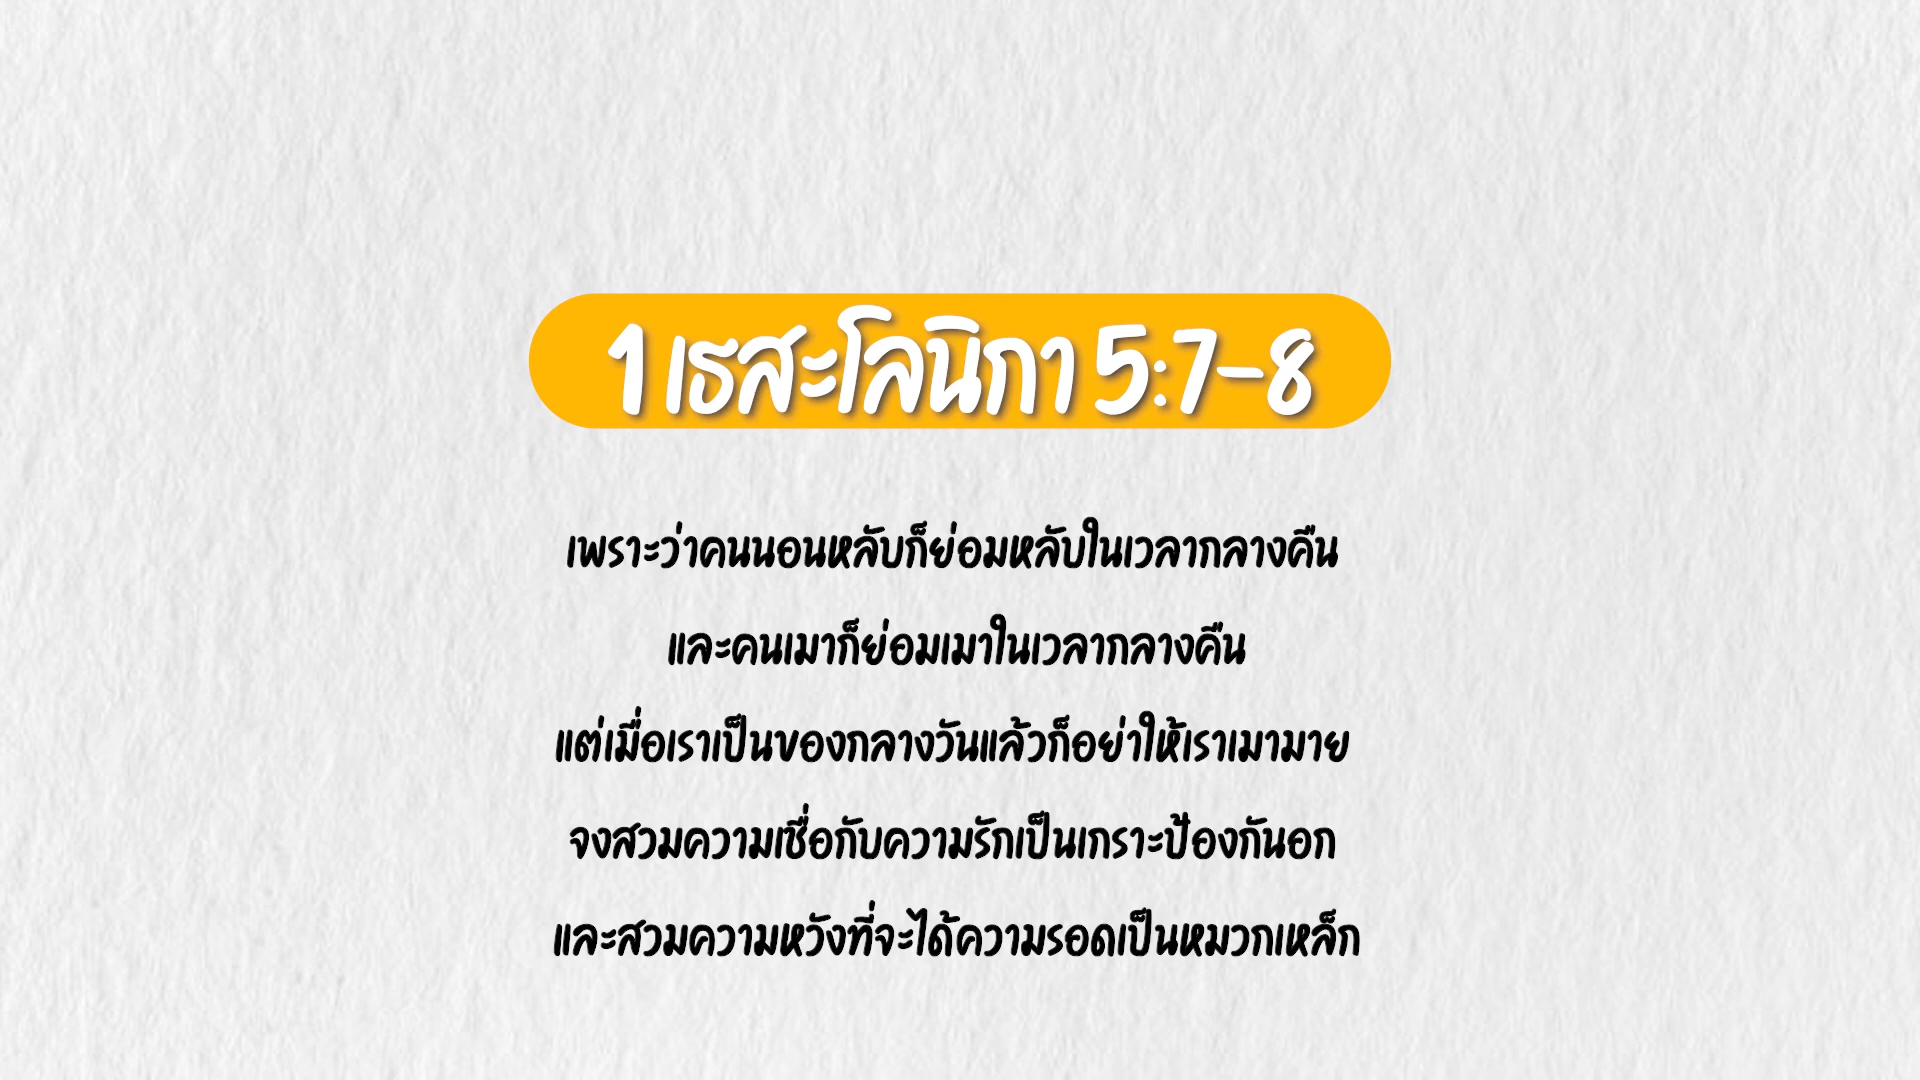 1 เธสะโลนิกา 5:7-8
เพราะว่าคนนอนหลับก็ย่อมหลับในเวลากลางคืน
และคนเมาก็ย่อมเมาในเวลากลางคืน
แต่เมื่อเราเป็นของกลางวันแล้วก็อย่าให้เราเมามาย
จงสวมความเชื่อกับความรักเป็นเกราะป้องกันอก
และสวมความหวังที่จะได้ความรอดเป็นหมวกเหล็ก